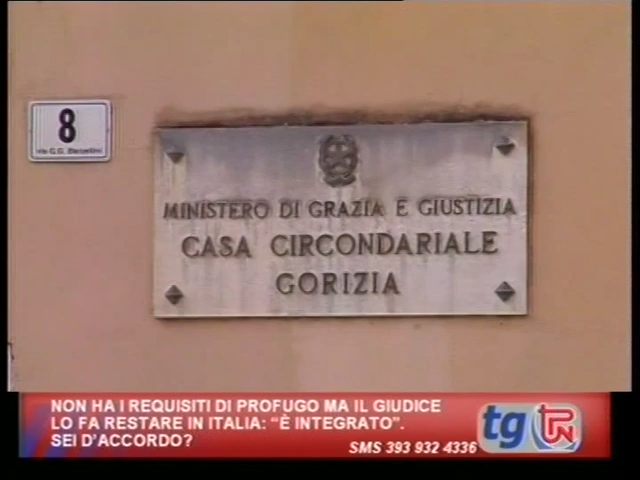 8
MINISTERO DI GRAZIA E GIUSTIZIA
CASA CIRCONDARIALE
GORIZIA
NON HA I REQUISITI DI PROFUGO MA IL GIUDICE
LO FA RESTARE IN ITALIA: “È INTEGRATO”.
SEI D'ACCORDO?
SMS 393 932 4336
tg